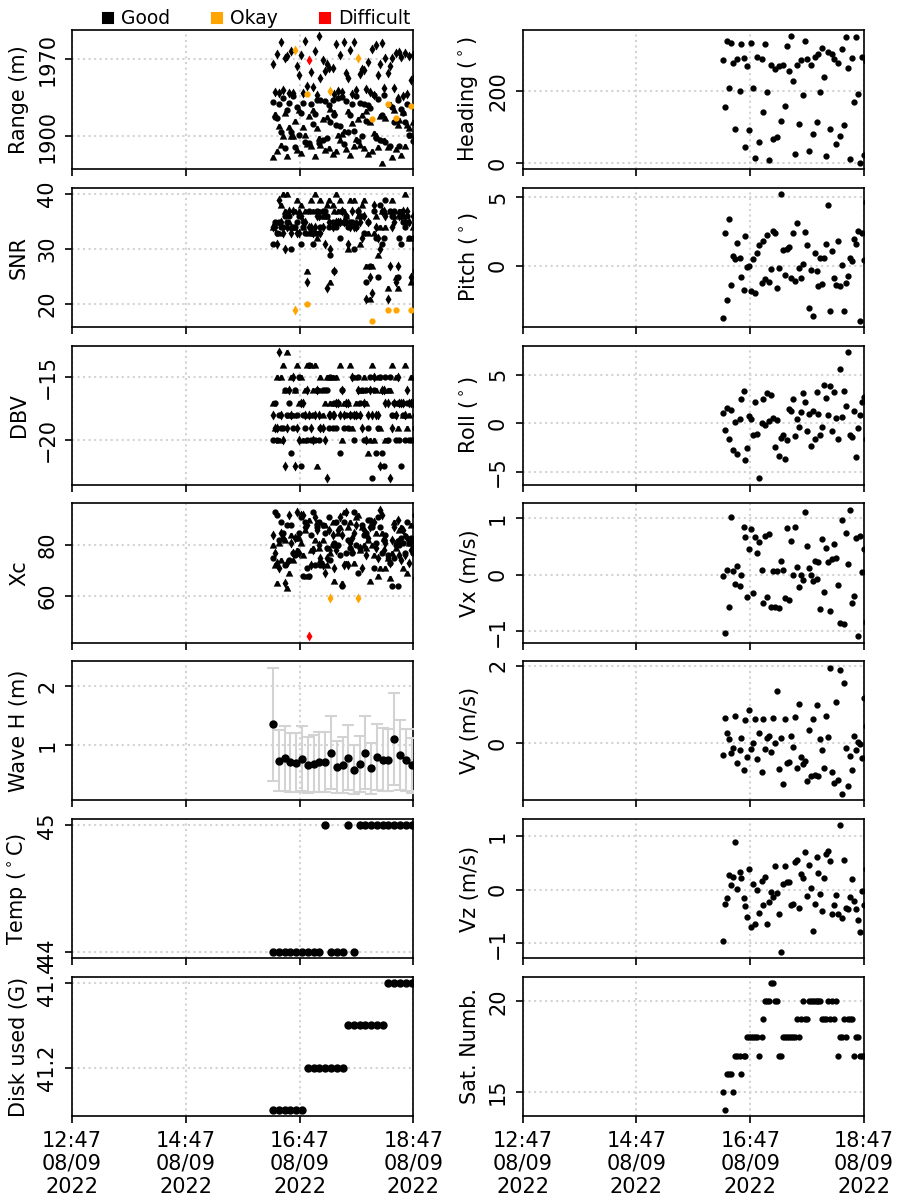 Good Okay Difficult
Range (m)
1970
1900
Heading (°)
200
0
SNR
40
30
20
Pitch (°)
5
0
DBV
−15
−20
Roll (°)
5
0
−5
Xc
80
60
Vx (m/s)
1
0
−1
Wave H (m)
2
1
Vy (m/s)
2
0
Temp (°C)
45
44
Vz (m/s)
1
0
−1
Disk used (G)
41.4
41.2
Sat. Numb.
20
15
12:47 14:47 16:47 18:47 12:47 14:47 16:47 18:47
08/09 08/09 08/09 08/09 08/09 08/09 08/09 08/09
2022 2022 2022 2022 2022 2022 2022 2022